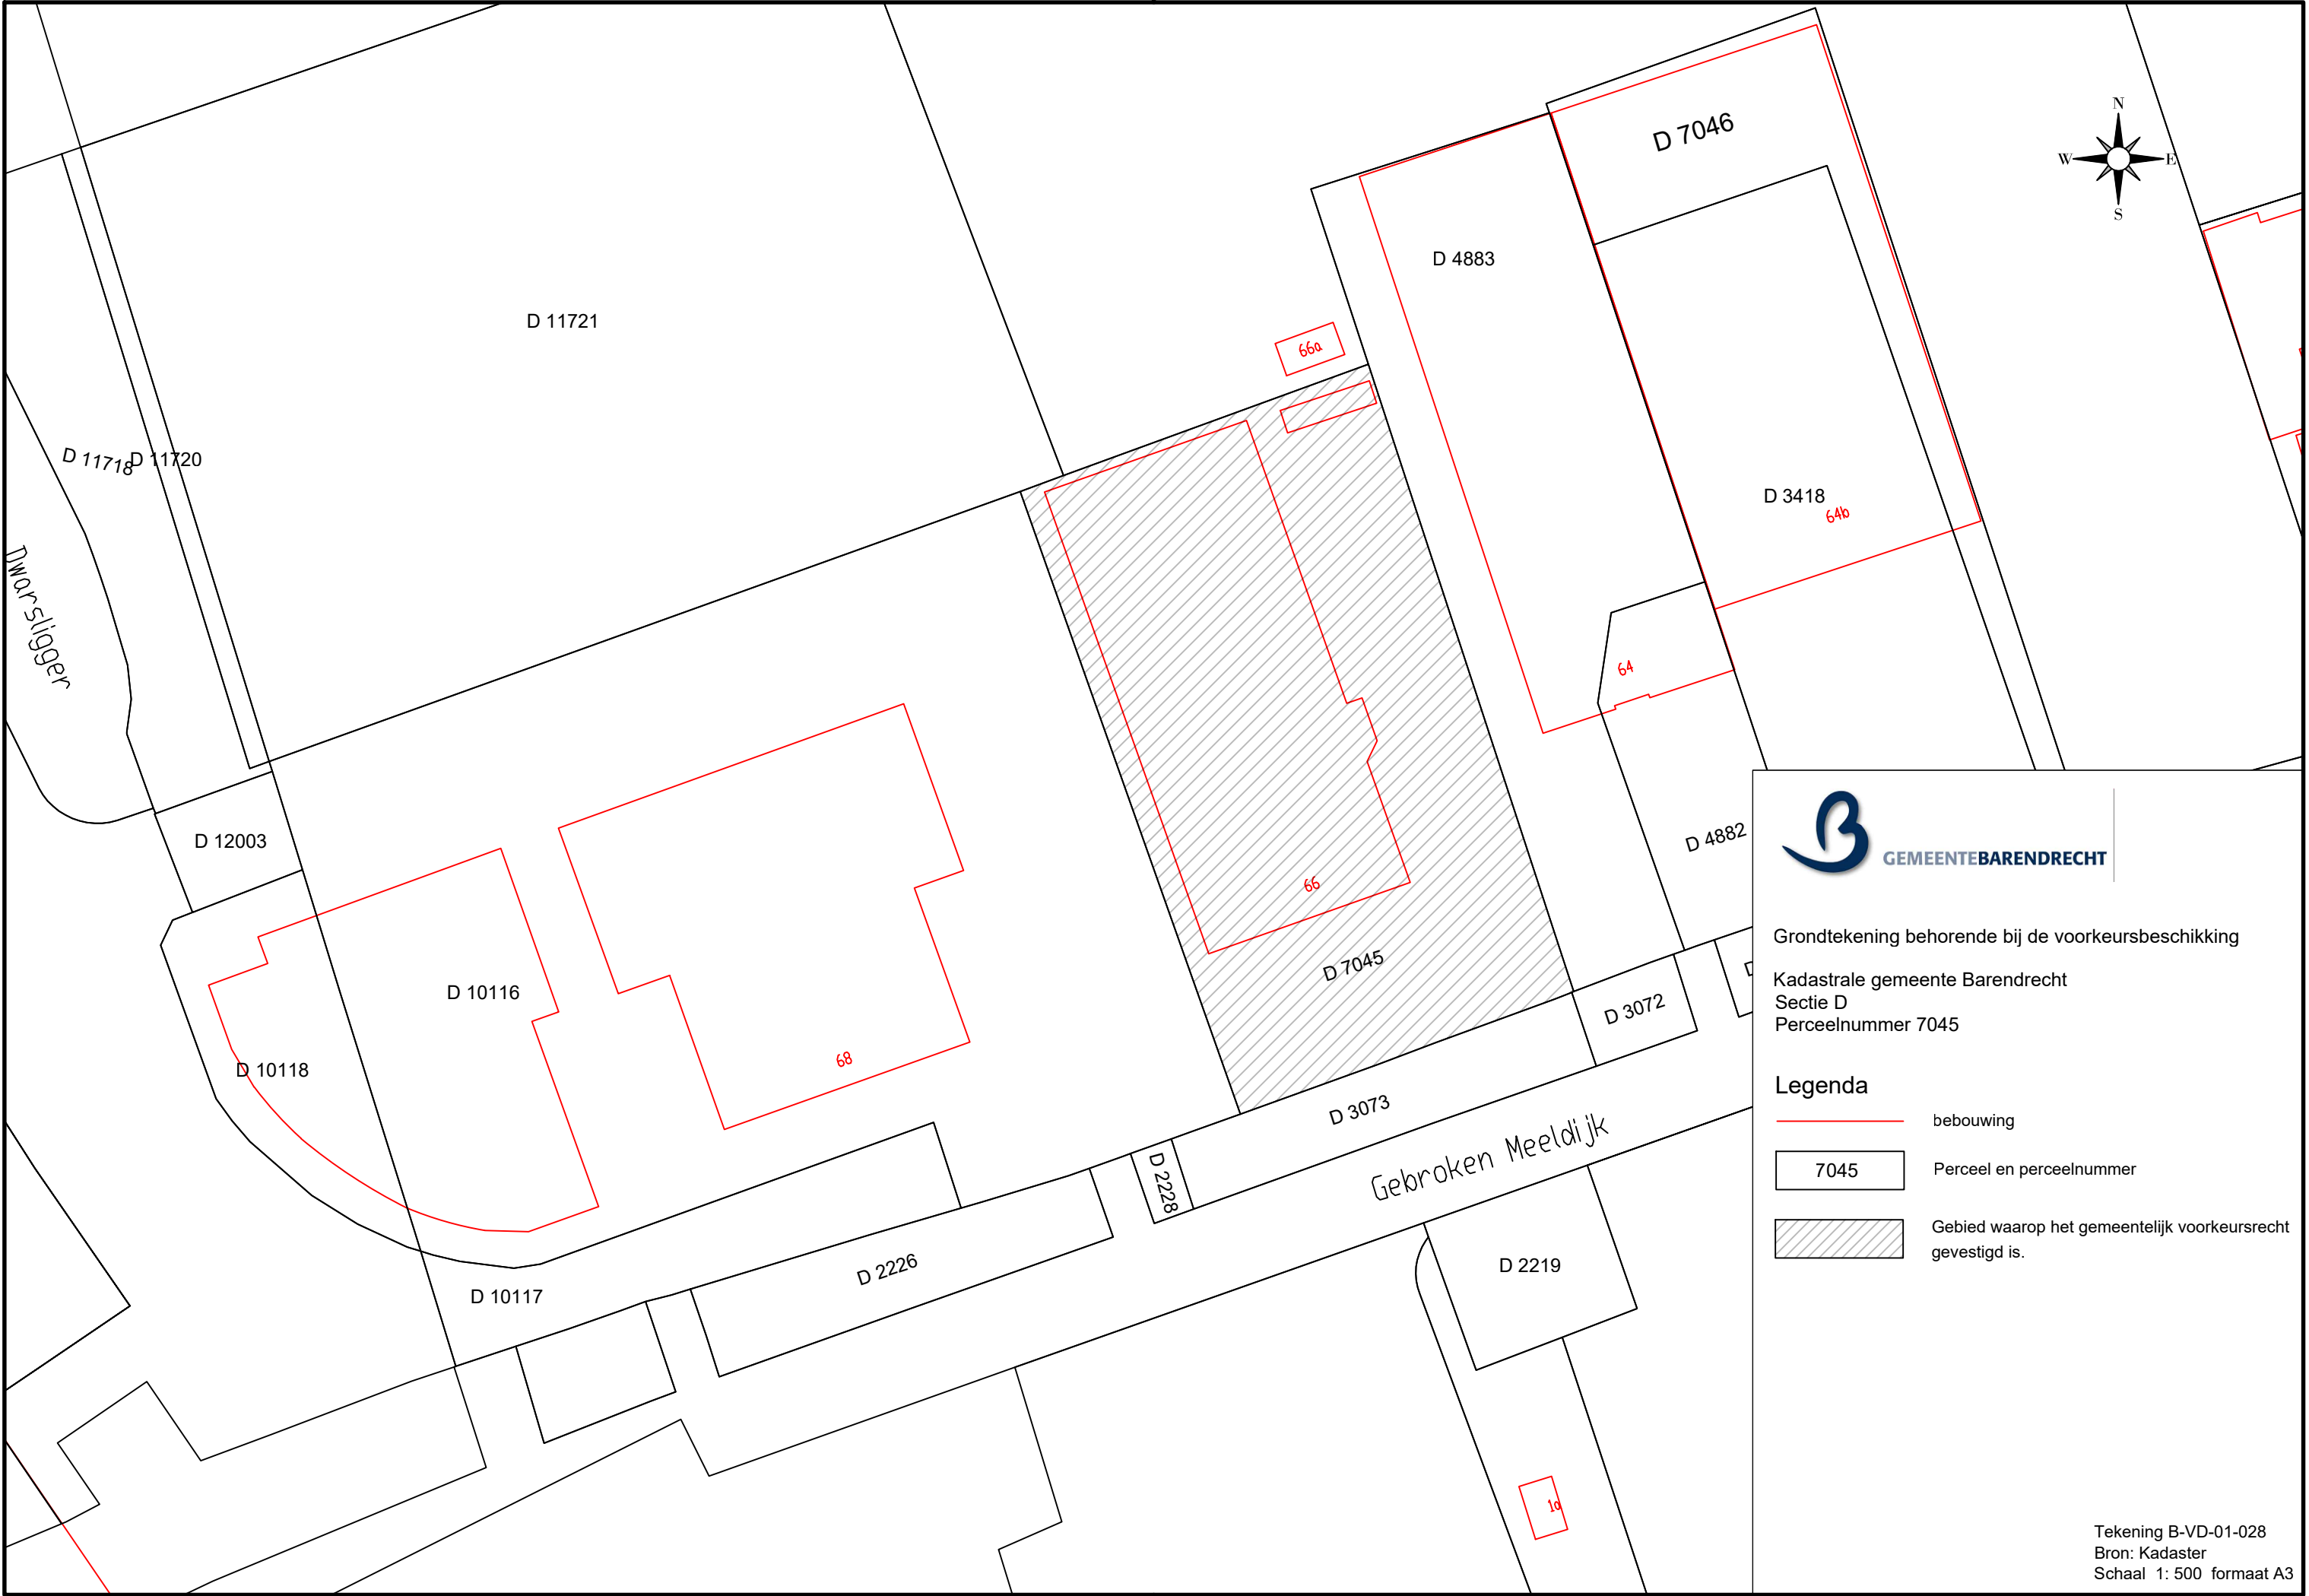 D 7046
N
W
E
S
D 4883
D 11721
66a
D 11718
D 11720
D 3418
64b
Dwarsligger
64
D 12003
D 4882
66
D 7045
D 10116
D 3072
68
D 10118
D 3073
D 2228
Gebroken Meeldijk
D 2226
D 2219
D 10117
1a
GEMEENTEBARENDRECHT
Grondtekening behorende bij de voorkeursbeschikking
Kadastrale gemeente Barendrecht
Sectie D
Perceelnummer 7045
Legenda
bebouwing
7045
Perceel en perceelnummer
Gebied waarop het gemeentelijk voorkeursrecht
gevestigd is.
Tekening B-VD-01-028
Bron: Kadaster
Schaal 1: 500 formaat A3